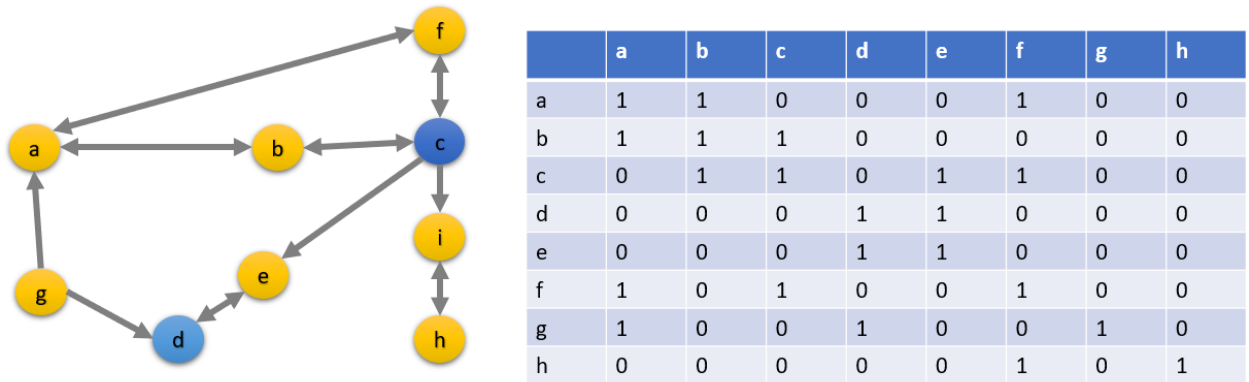 f
a
b
c
i
e
g
d
h
a b c d e f g h
a 1 1 0 0 0 1 0 0
b 1 1 1 0 0 0 0 0
c 0 1 1 0 1 1 0 0
d 0 0 0 1 1 0 0 0
e 0 0 0 1 1 0 0 0
f 1 0 1 0 0 1 0 0
g 1 0 0 1 0 0 1 0
h 0 0 0 0 0 1 0 1